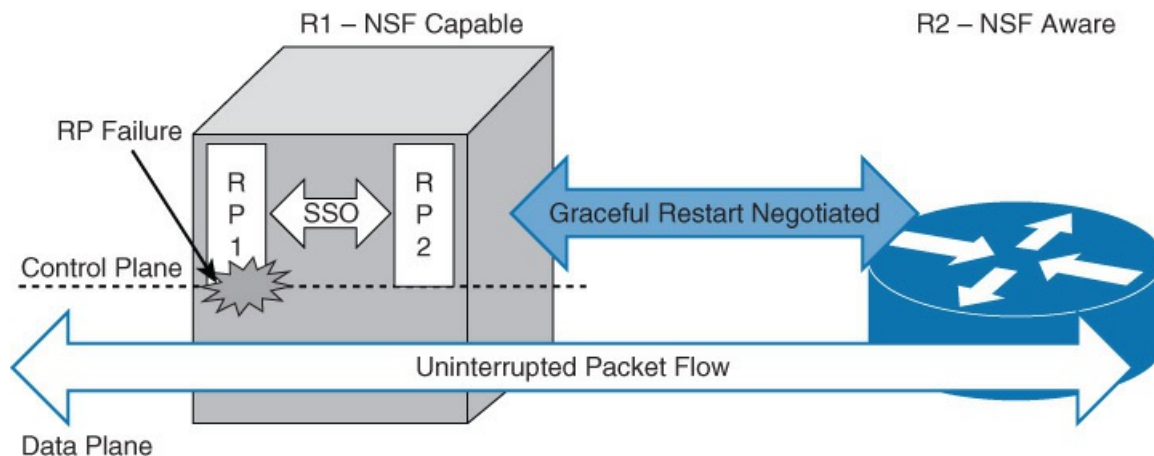 R1 – NSF Capable
R2 – NSF Aware
RP Failure
R
P
1
SSO
R
P
2
Graceful Restart Negotiated
Control Plane
Uninterrupted Packet Flow
Data Plane